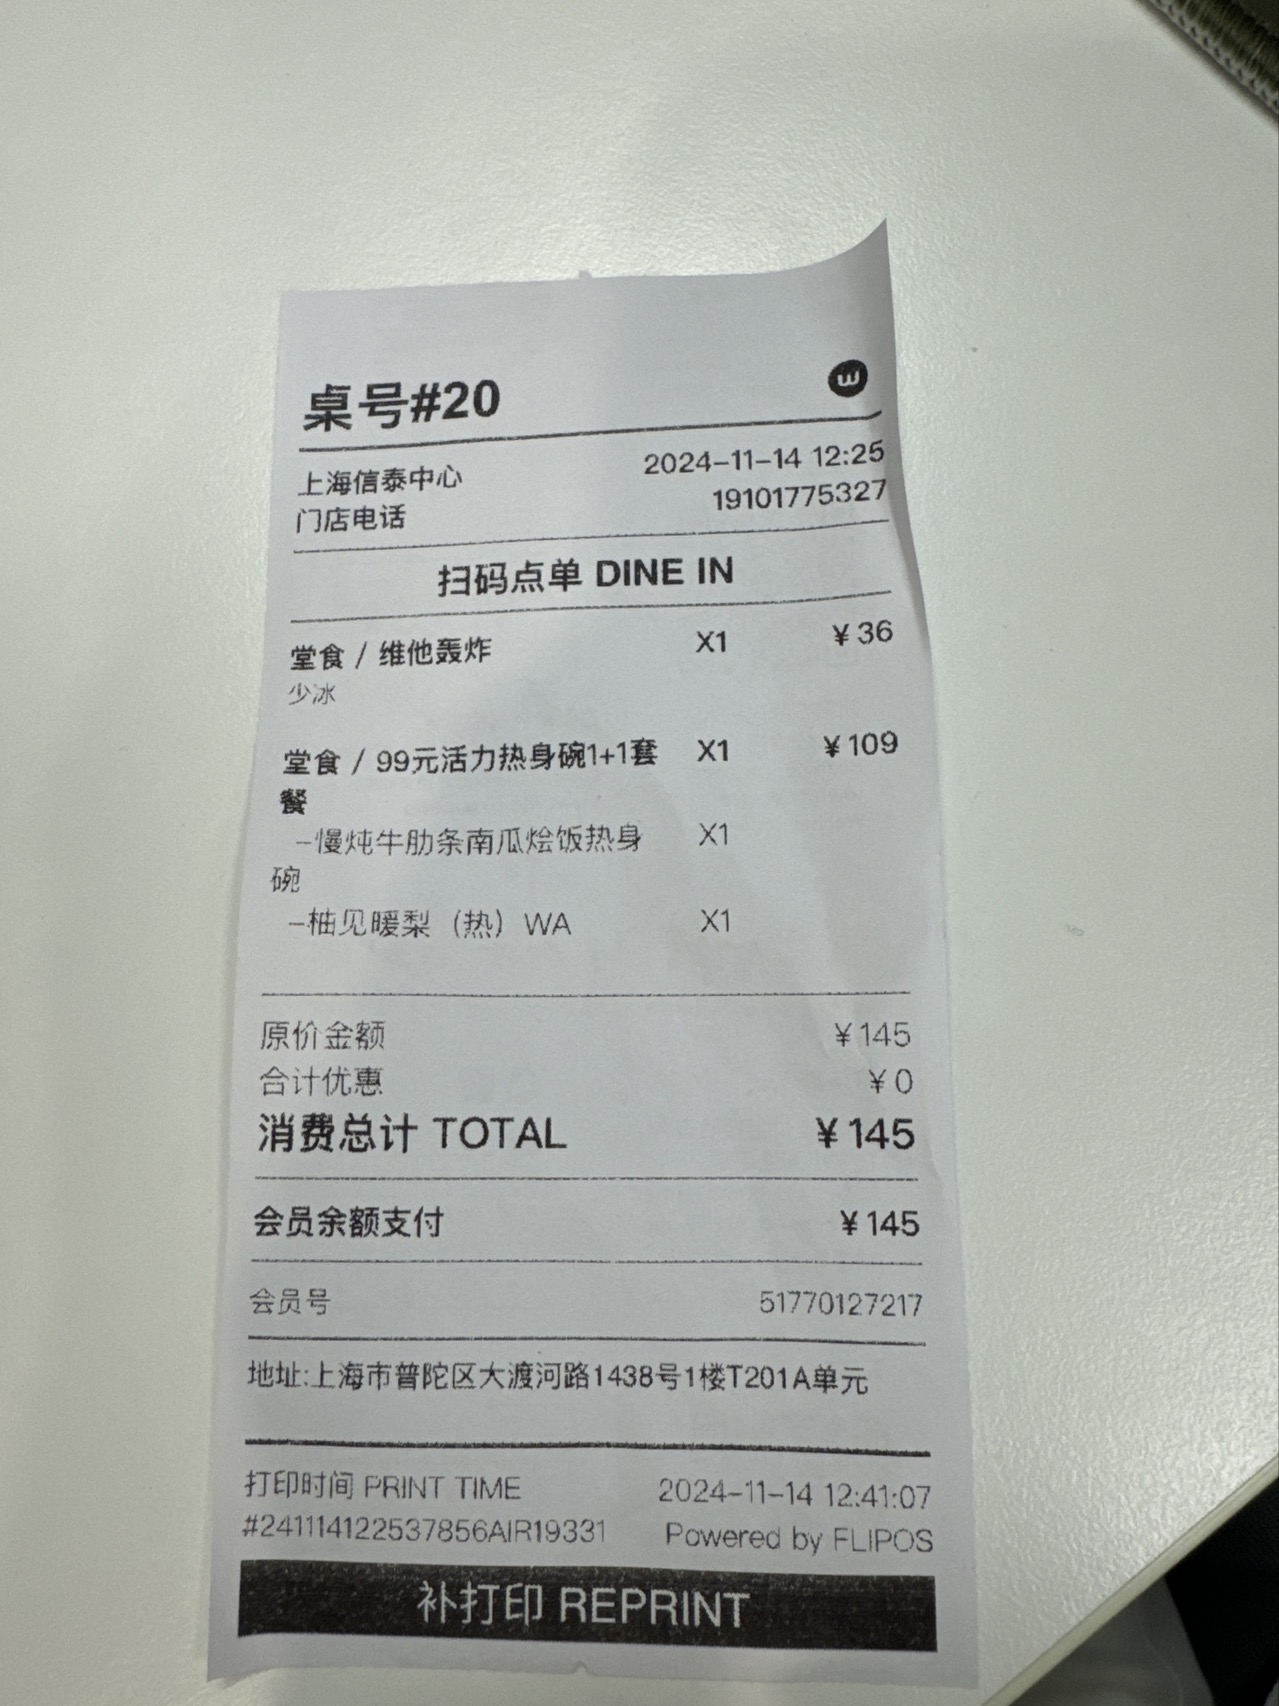 桌号#20
上海信泰中心 2024-11-14 12:25
门店电话 19101775327
扫码点单 DINE IN
堂食 / 维他轰炸 X1 ¥36
少冰
堂食 / 99元活力热身碗1+1套 X1 ¥109
餐
-慢炖牛肋条南瓜烩饭热身 X1
碗
-柚见暖梨（热）WA X1
原价金额 ¥145
合计优惠 ¥0
消费总计 TOTAL ¥145
会员余额支付 ¥145
会员号 51770127217
地址:上海市普陀区大渡河路1438号1楼T201A单元
打印时间 PRINT TIME 2024-11-14 12:41:07
#241114122537856AIR19331 Powered by FLIPOS
补打印 REPRINT